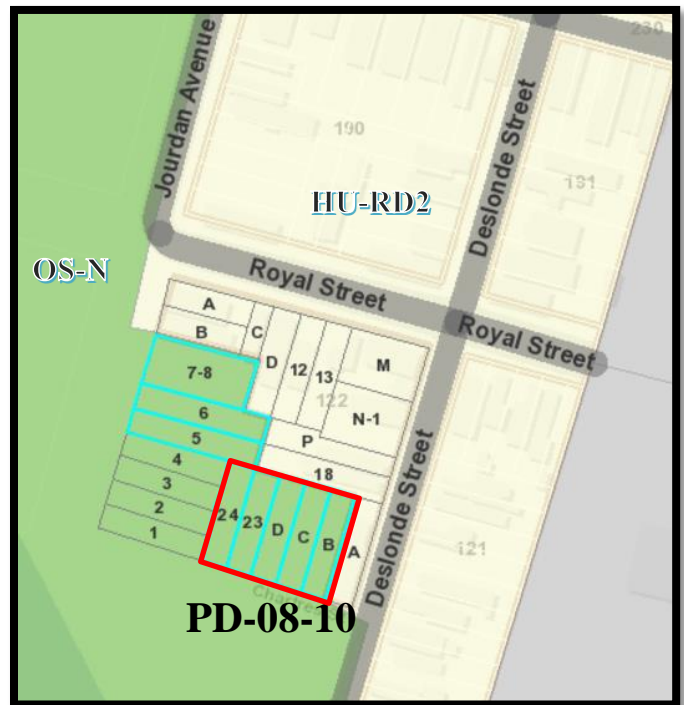 230
Jourdan Avenue
190
Deslonde Street
181
HU-RD2
OS-N
Royal Street
Royal Street
A
B
C
D
12
13
M
7-8
122
N-1
6
5
P
4
18
3
2
24
23
D
C
B
A
1
Deslonde Street
121
PD-08-10